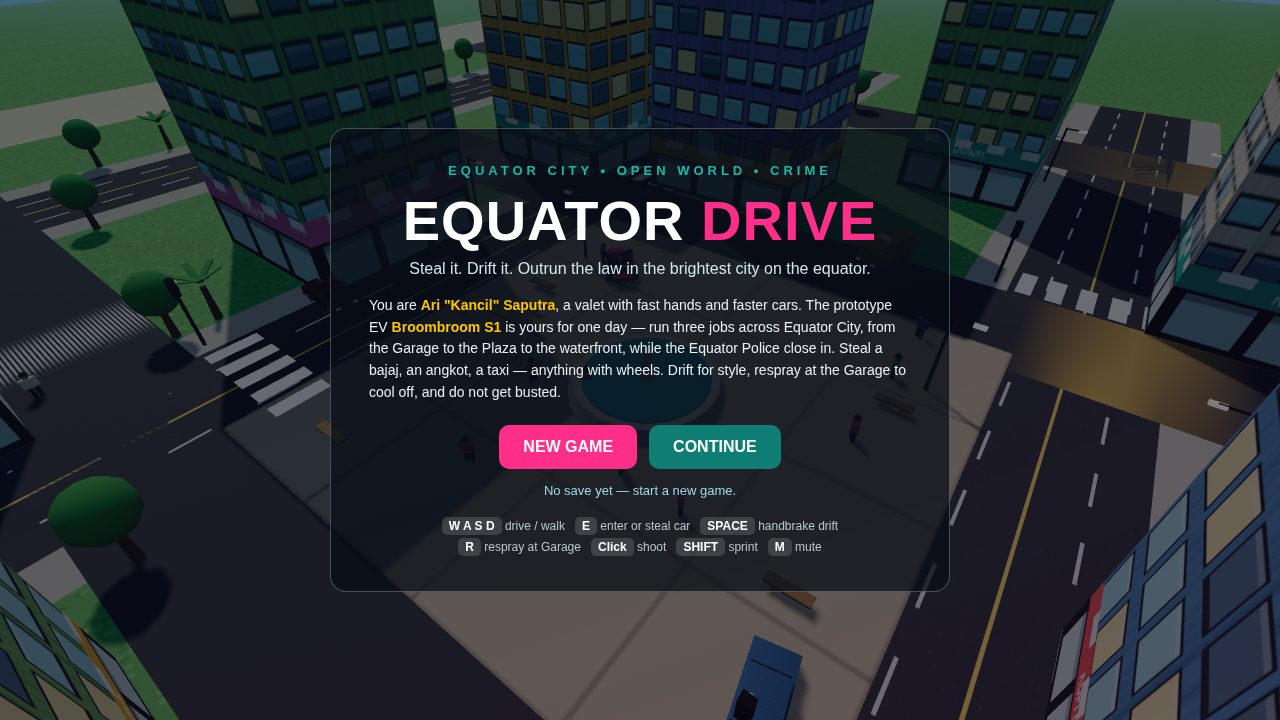 EQUATOR CITY • OPEN WORLD • CRIME
EQUATOR DRIVE
Steal it. Drift it. Outrun the law in the brightest city on the equator.
You are Ari "Kancil" Saputra, a valet with fast hands and faster cars. The prototype
EV Broombroom S1 is yours for one day — run three jobs across Equator City, from
the Garage to the Plaza to the waterfront, while the Equator Police close in. Steal a
bajaj, an angkot, a taxi — anything with wheels. Drift for style, respray at the Garage to
cool off, and do not get busted.
NEW GAME CONTINUE
No save yet — start a new game.
W A S D drive / walk E enter or steal car SPACE handbrake drift
R respray at Garage Click shoot SHIFT sprint M mute